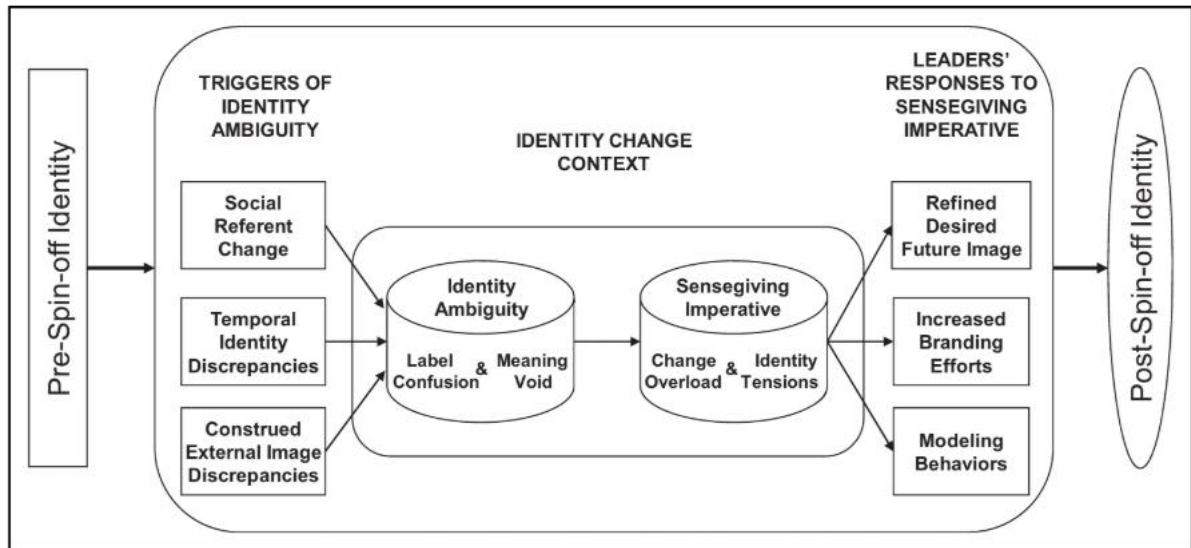 Pre-Spin-off Identity
TRIGGERS OF
IDENTITY
AMBIGUITY
Social
Referent
Change
Temporal
Identity
Discrepancies
Construed
External Image
Discrepancies
IDENTITY CHANGE
CONTEXT
Identity
Ambiguity
Label
Confusion
&
Meaning
Void
Sensegiving
Imperative
Change
Overload
&
Identity
Tensions
LEADERS'
RESPONSES TO
SENSEGIVING
IMPERATIVE
Refined
Desired
Future Image
Increased
Branding
Efforts
Modeling
Behaviors
Post-Spin-off Identity